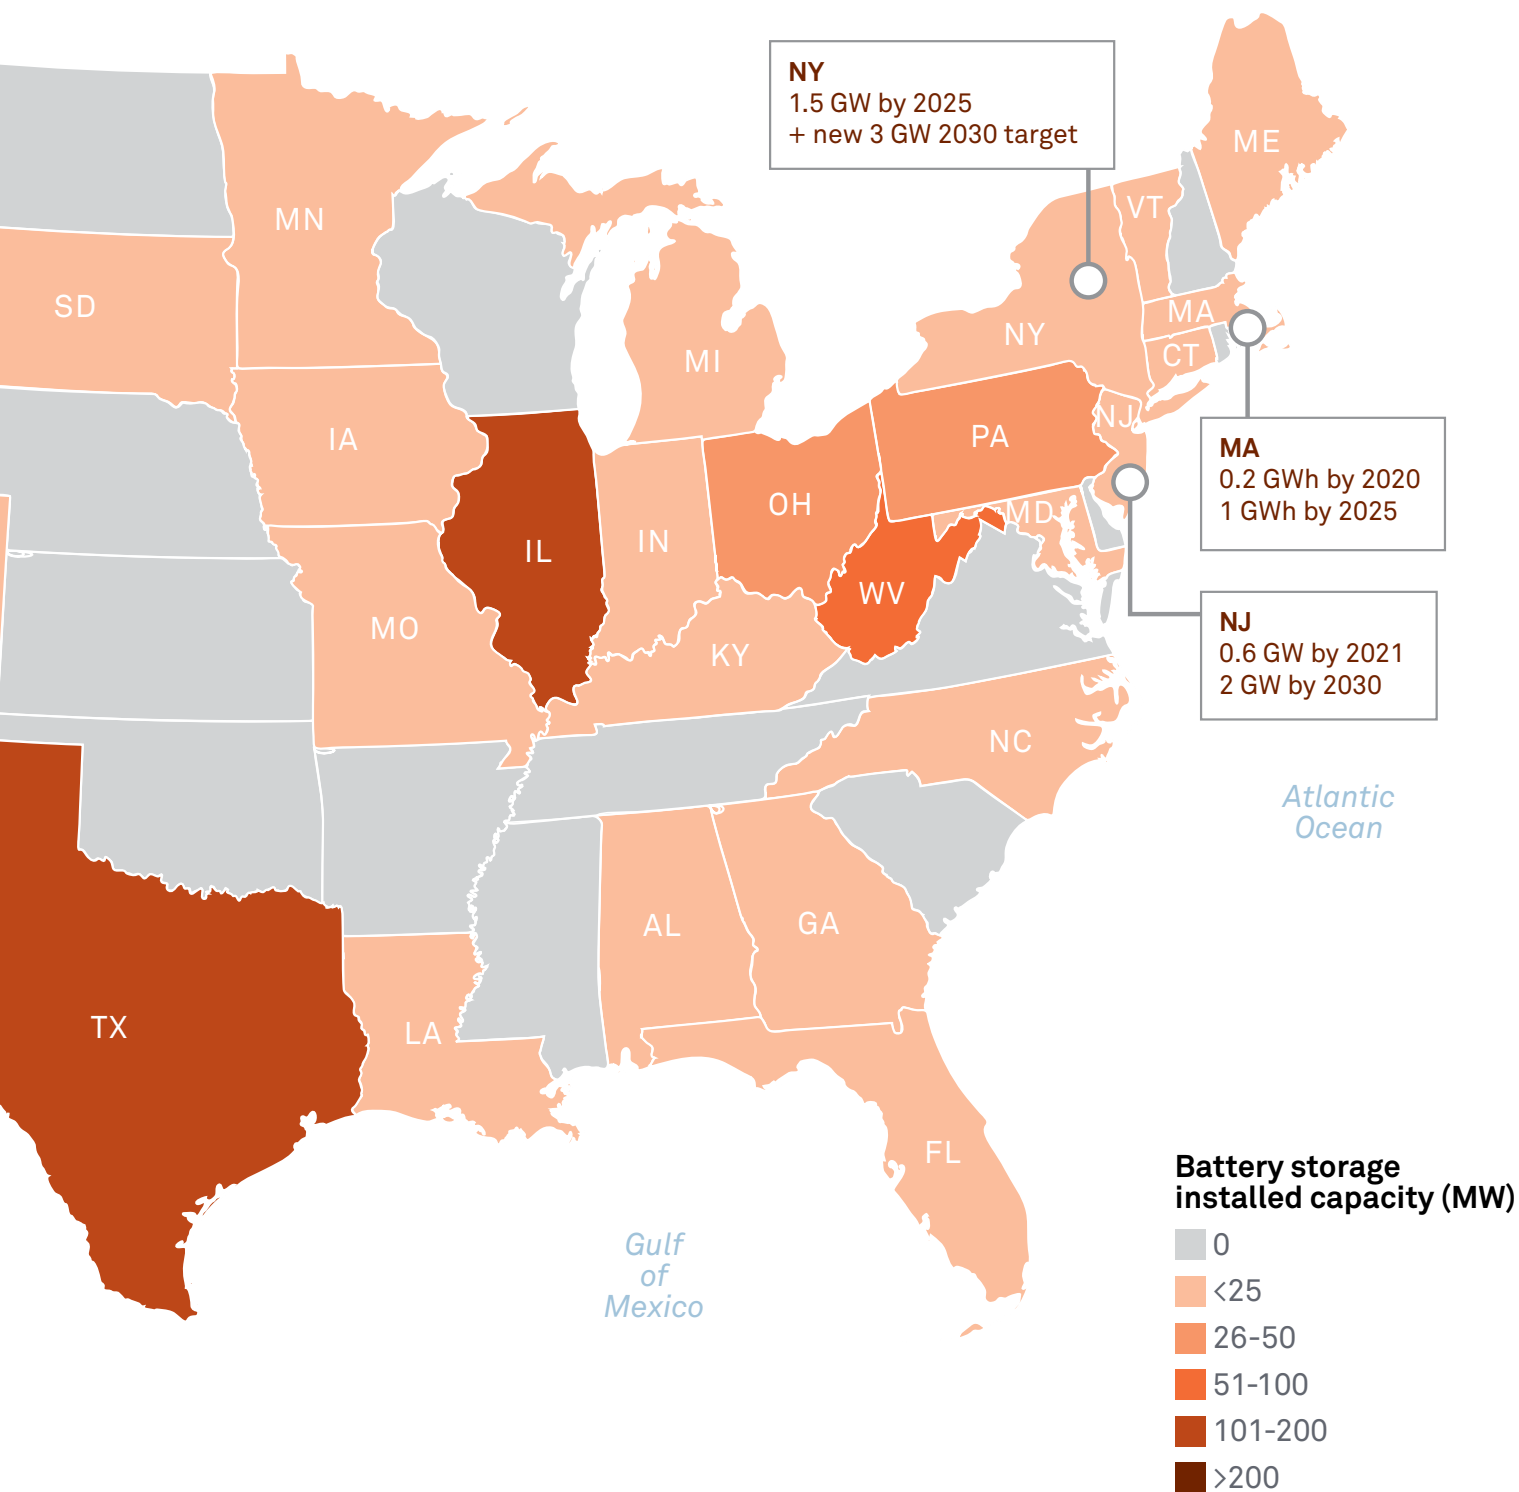 NY
1.5 GW by 2025
+ new 3 GW 2030 target
ME
VT
MN
SD
MA
NY
MI
CT
NJ
IA
PA
MA
0.2 GWh by 2020
1 GWh by 2025
OH
MD
IN
IL
WV
NJ
0.6 GW by 2021
2 GW by 2030
MO
KY
NC
Atlantic
Ocean
AL
GA
TX
LA
FL
Gulf
of
Mexico
Battery storage
installed capacity (MW)
0
<25
26-50
51-100
101-200
>200